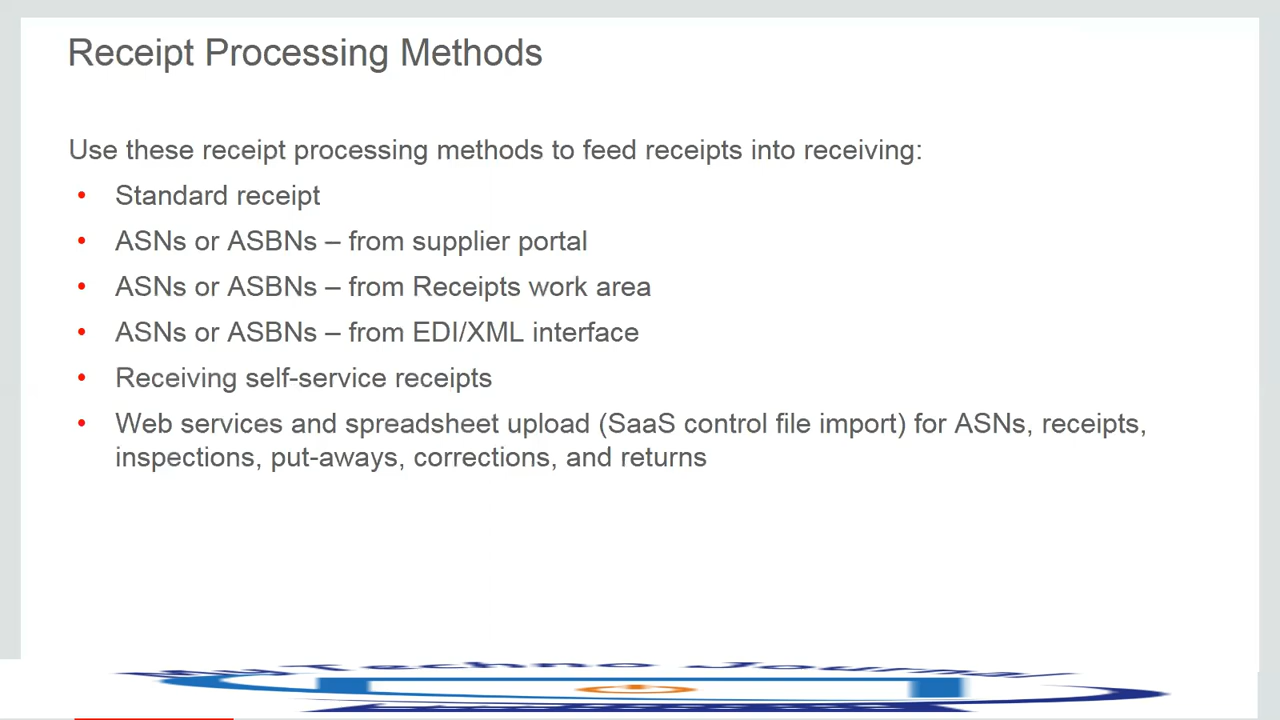 Receipt Processing Methods
Use these receipt processing methods to feed receipts into receiving:
• Standard receipt
• ASNs or ASBNs – from supplier portal
• ASNs or ASBNs – from Receipts work area
• ASNs or ASBNs – from EDI/XML interface
• Receiving self-service receipts
• Web services and spreadsheet upload (SaaS control file import) for ASNs, receipts,
inspections, put-aways, corrections, and returns
Techno Journal